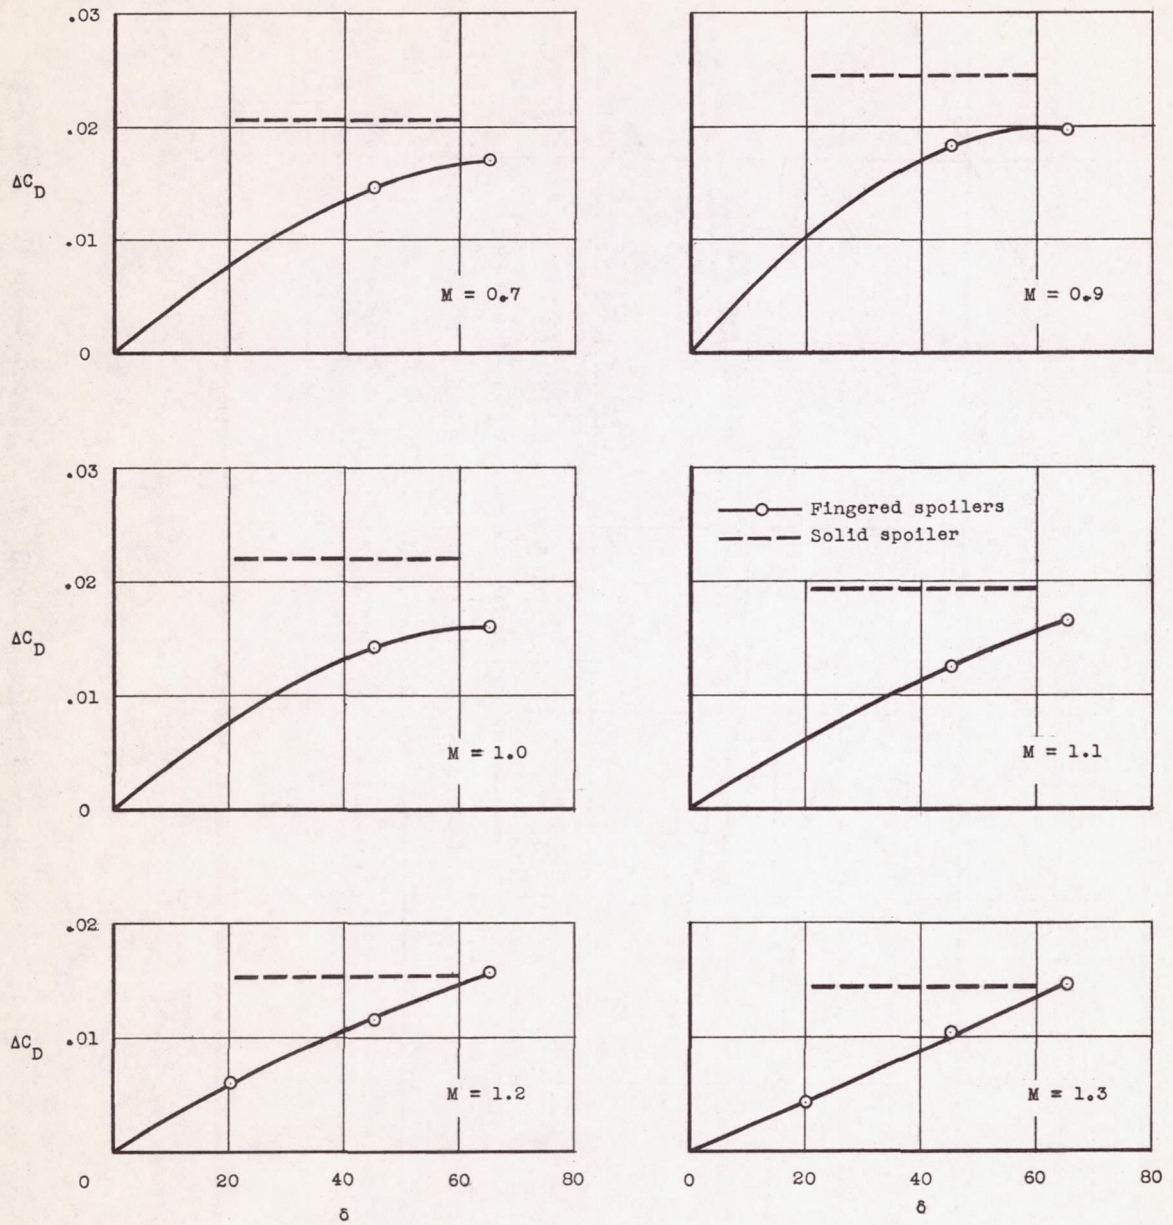 .03
.02
ΔC_D
.01
M = 0.7
M = 0.9
0
.03
Fingered spoilers
Solid spoiler
.02
ΔC_D
.01
M = 1.0
M = 1.1
0
.02
ΔC_D
.01
M = 1.2
M = 1.3
0 20 40 60 80 0 20 40 60 80
δ δ